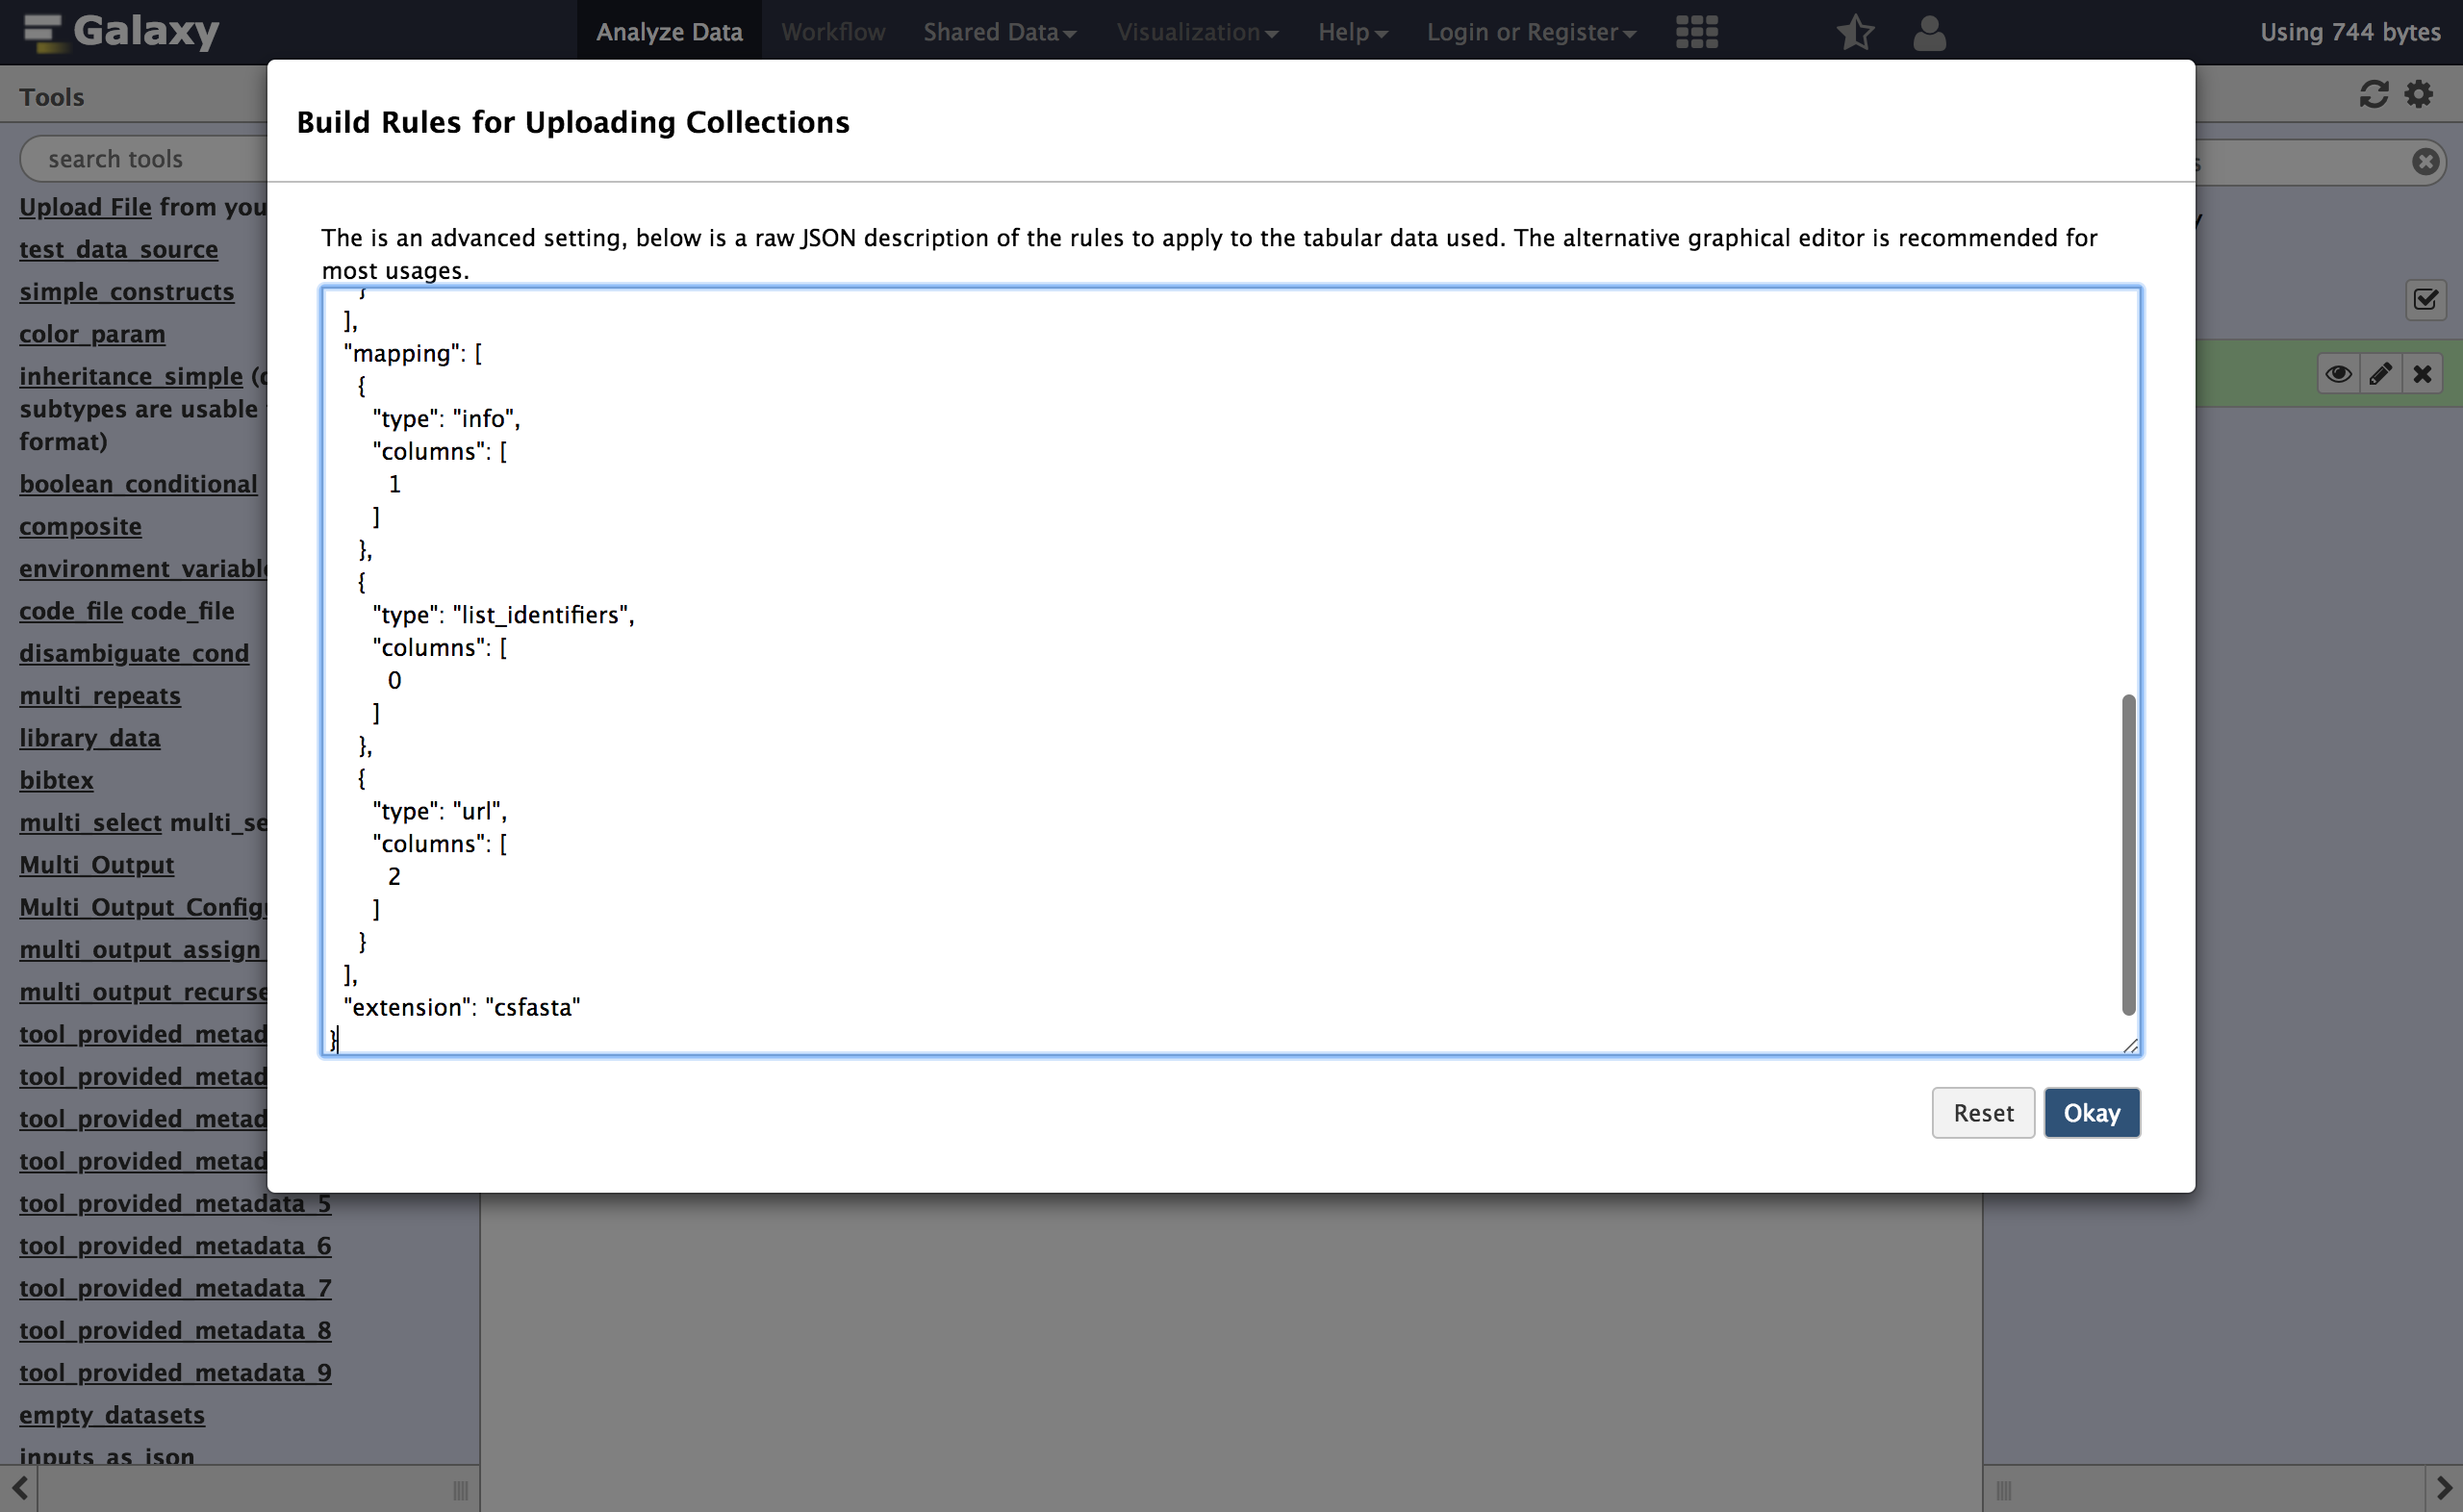 Galaxy
Analyze Data
Workflow
Shared Data
Visualization
Help
Login or Register
Using 744 bytes
Tools
search tools
Upload File from you
test_data_source
simple_constructs
color_param
inheritance_simple (
subtypes are usable
format)
boolean_conditional
composite
environment_variabl
code_file code_file
disambiguate_cond
multi_repeats
library_data
bibtex
multi_select multi_se
Multi_Output
Multi_Output_Config
multi_output_assign_
multi_output_recurse
tool_provided_metad
tool_provided_metad
tool_provided_metad
tool_provided_metad
tool_provided_metadata_5
tool_provided_metadata_6
tool_provided_metadata_7
tool_provided_metadata_8
tool_provided_metadata_9
empty_datasets
inputs_as_json
Build Rules for Uploading Collections
The is an advanced setting, below is a raw JSON description of the rules to apply to the tabular data used. The alternative graphical editor is recommended for
most usages.
}
],
"mapping": [
{
"type": "info",
"columns": [
1
]
},
{
"type": "list_identifiers",
"columns": [
0
]
},
{
"type": "url",
"columns": [
2
]
}
],
"extension": "csfasta"
}
Reset
Okay